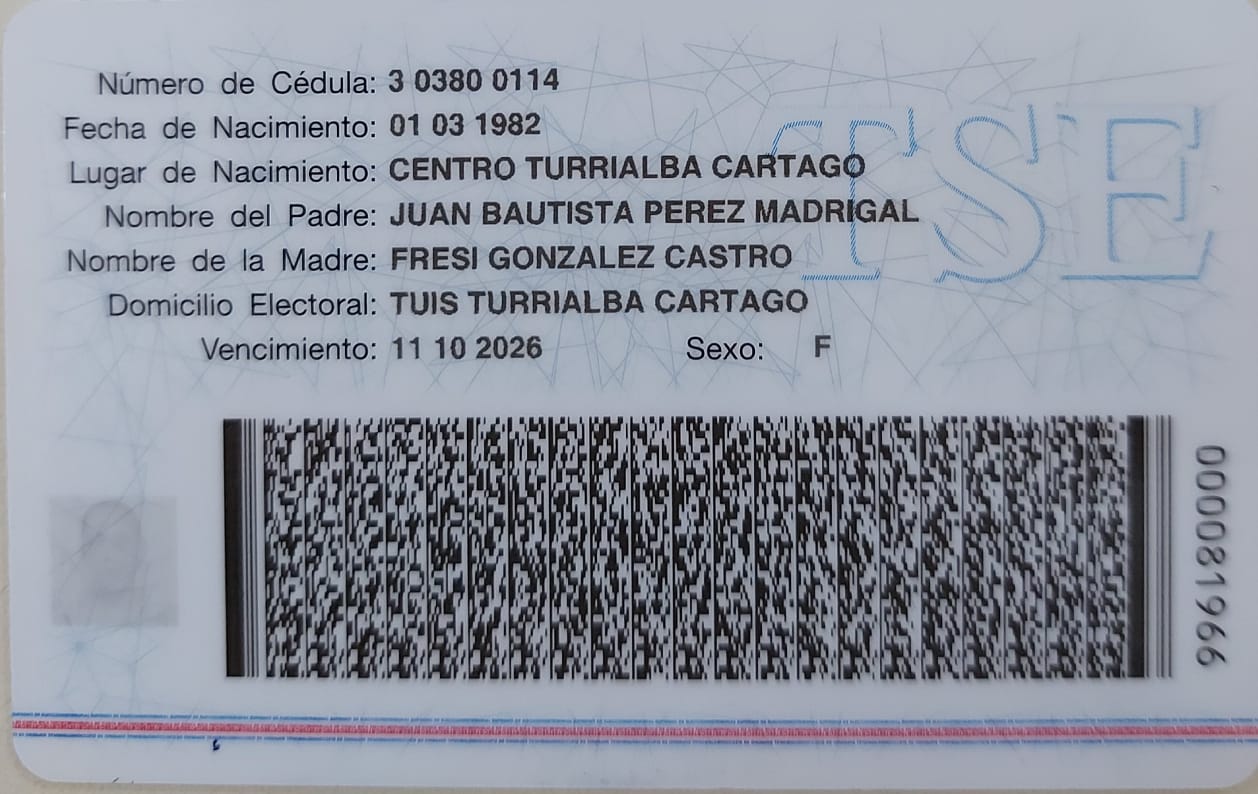 Número de Cédula: 3 0380 0114
Fecha de Nacimiento: 01 03 1982
Lugar de Nacimiento: CENTRO TURRIALBA CARTAGO
Nombre del Padre: JUAN BAUTISTA PEREZ MADRIGAL
Nombre de la Madre: FRESI GONZALEZ CASTRO
Domicilio Electoral: TUIS TURRIALBA CARTAGO
Vencimiento: 11 10 2026 Sexo: F
TSE
000081966